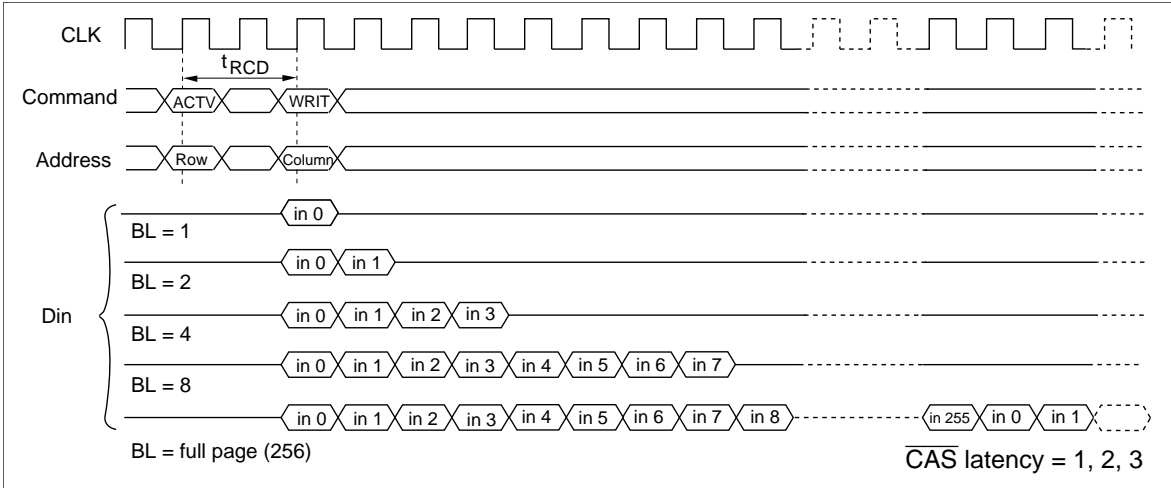 CLK
tRCD
Command ACTV WRIT
Address Row Column
in 0
BL = 1
in 0 in 1
BL = 2
Din
in 0 in 1 in 2 in 3
BL = 4
in 0 in 1 in 2 in 3 in 4 in 5 in 6 in 7
BL = 8
in 0 in 1 in 2 in 3 in 4 in 5 in 6 in 7 in 8 in 255 in 0 in 1
BL = full page (256)
C̅A̅S̅ latency = 1, 2, 3